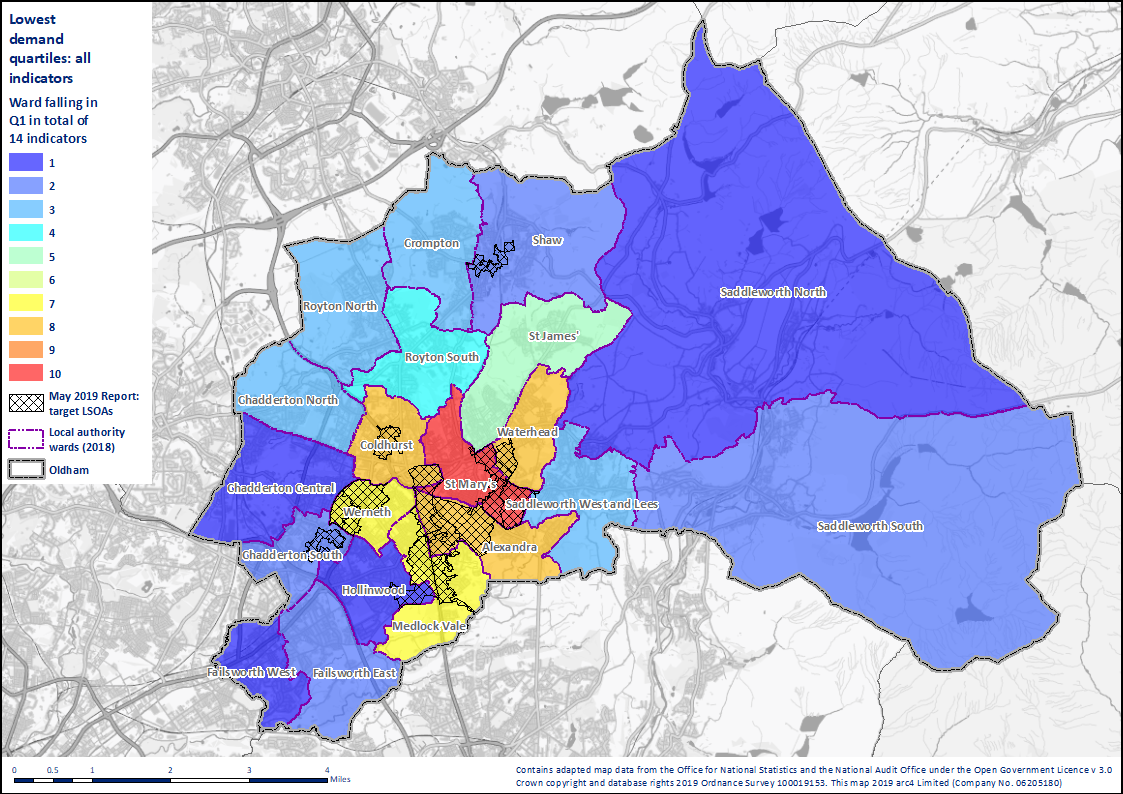 Lowest
demand
quartiles: all
indicators
Ward falling in
Q1 in total of
14 indicators
1
2
3
4
5
6
7
8
9
10
May 2019 Report:
target LSOAs
Local authority
wards (2018)
Oldham
Crompton
Shaw
Saddleworth North
Royton North
St James'
Royton South
Chadderton North
Waterhead
Coldhurst
St Mary's
Chadderton Central
Saddleworth West and Lees
Werneth
Saddleworth South
Alexandra
Chadderton South
Hollinwood
Medlock Vale
Failsworth West
Failsworth East
0 0.5 1 2 3 4
Miles
Contains adapted map data from the Office for National Statistics and the National Audit Office under the Open Government Licence v 3.0
Crown copyright and database rights 2019 Ordnance Survey 100019153. This map 2019 arc4 Limited (Company No. 06205180)